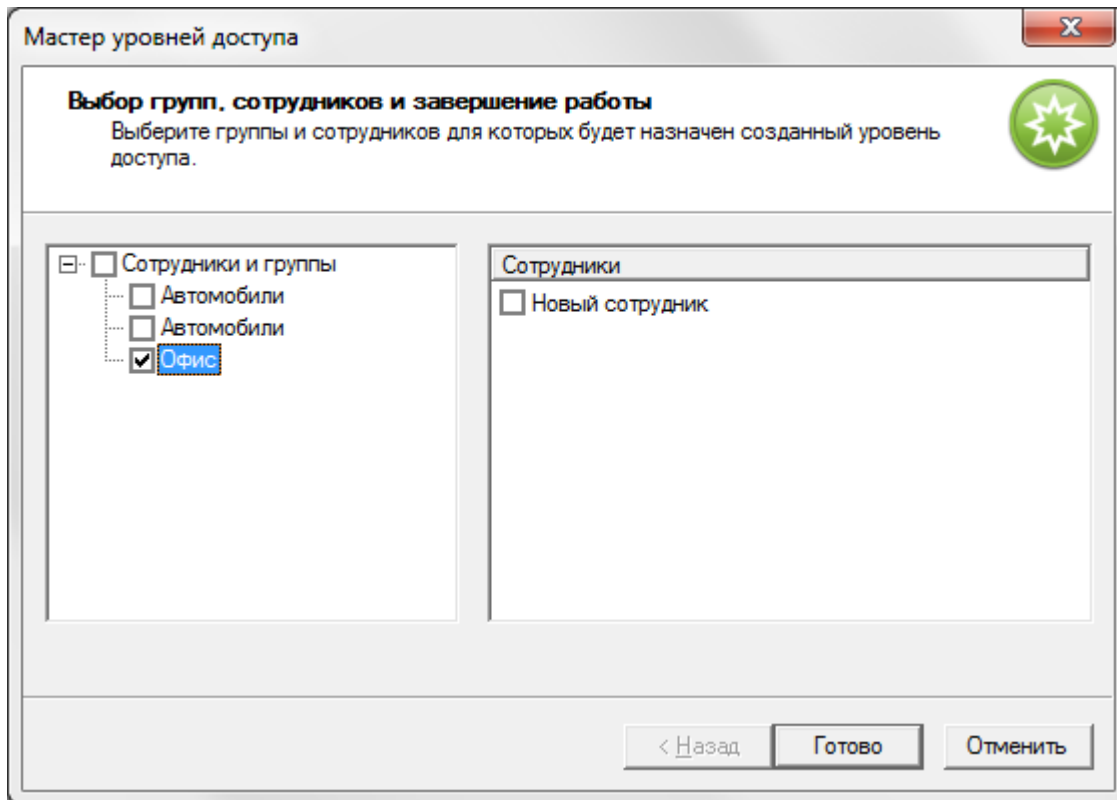 Мастер уровней доступа
Выбор групп, сотрудников и завершение работы
Выберите группы и сотрудников для которых будет назначен созданный уровень
доступа.
Сотрудники и группы
Автомобили
Автомобили
Офис
Сотрудники
Новый сотрудник
< Назад
Готово
Отменить